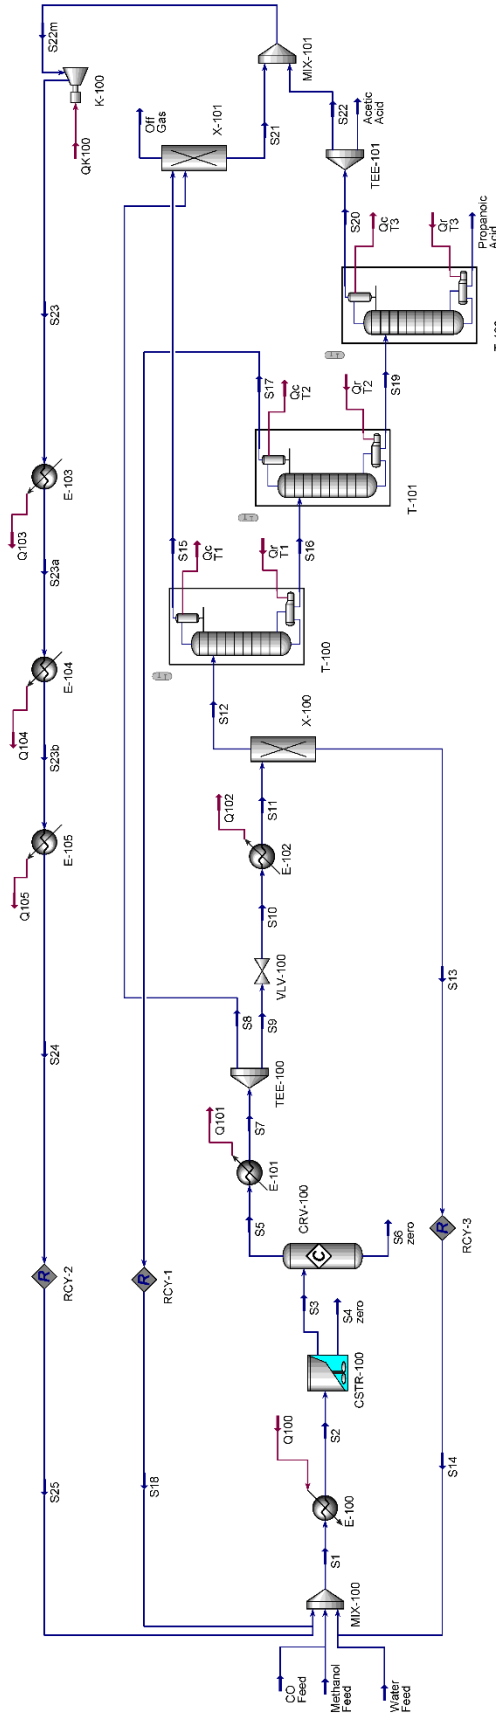 CO
Feed
Methanol
Feed
Water
Feed
MIX-100
S1
E-100
Q100
S2
CSTR-100
S3
S4
zero
CRV-100
S5
S6
zero
E-101
Q101
S7
TEE-100
S8
S9
VLV-100
S10
E-102
Q102
S11
X-100
S12
S13
RCY-3
S14
T-100
S15
Qc
T1
Qr
T1
S16
T-101
S17
Qc
T2
Qr
T2
S19
S20
Qc
T3
Qr
T3
Propanoic
Acid
TEE-101
Acetic
Acid
S22
X-101
Off
Gas
S21
MIX-101
S22m
K-100
QK100
S23
E-103
Q103
S23a
E-104
Q104
S23b
E-105
Q105
S24
RCY-2
S25
RCY-1
S18